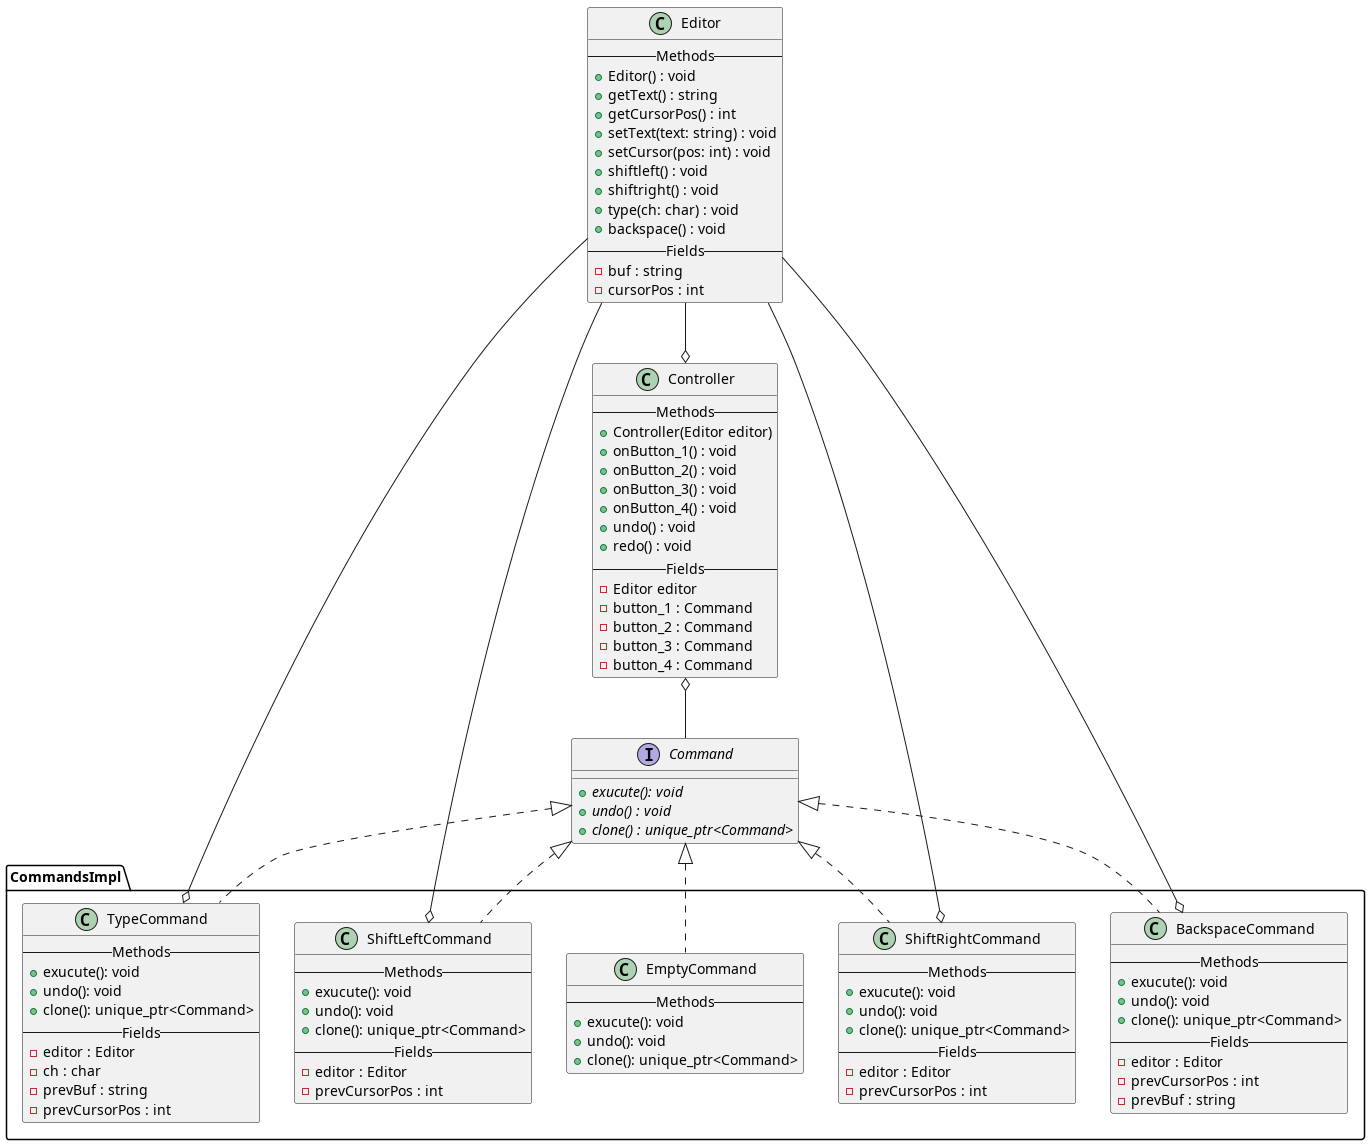 Editor
Methods
Editor() : void
getText() : string
getCursorPos() : int
setText(text: string) : void
setCursor(pos: int) : void
shiftleft() : void
shiftright() : void
type(ch: char) : void
backspace() : void
Fields
buf : string
cursorPos : int
Controller
Methods
Controller(Editor editor)
onButton_1() : void
onButton_2() : void
onButton_3() : void
onButton_4() : void
undo() : void
redo() : void
Fields
Editor editor
button_1 : Command
button_2 : Command
button_3 : Command
button_4 : Command
Command
exucute(): void
undo() : void
clone() : unique_ptr<Command>
CommandsImpl
TypeCommand
Methods
exucute(): void
undo(): void
clone(): unique_ptr<Command>
Fields
editor : Editor
ch : char
prevBuf : string
prevCursorPos : int
ShiftLeftCommand
Methods
exucute(): void
undo(): void
clone(): unique_ptr<Command>
Fields
editor : Editor
prevCursorPos : int
EmptyCommand
Methods
exucute(): void
undo(): void
clone(): unique_ptr<Command>
ShiftRightCommand
Methods
exucute(): void
undo(): void
clone(): unique_ptr<Command>
Fields
editor : Editor
prevCursorPos : int
BackspaceCommand
Methods
exucute(): void
undo(): void
clone(): unique_ptr<Command>
Fields
editor : Editor
prevCursorPos : int
prevBuf : string